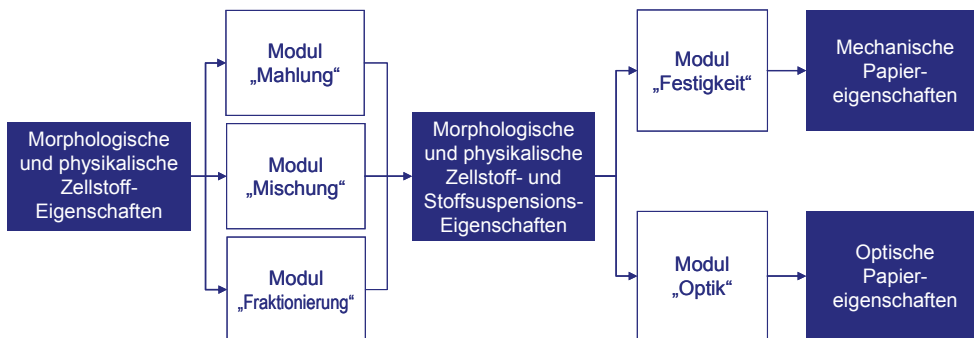 Morphologische
und physikalische
Zellstoff-
Eigenschaften
Modul
„Mahlung“
Modul
„Mischung“
Modul
„Fraktionierung“
Morphologische
und physikalische
Zellstoff- und
Stoffsuspensions-
Eigenschaften
Modul
„Festigkeit“
Mechanische
Papier-
eigenschaften
Modul
„Optik“
Optische
Papier-
eigenschaften